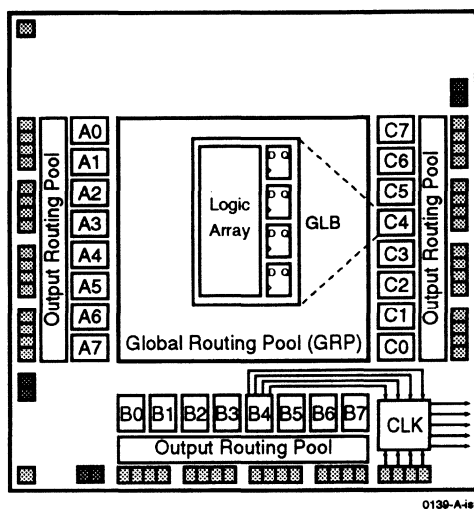 Output Routing Pool
A0
A1
A2
A3
A4
A5
A6
A7
Logic
Array
GLB
Global Routing Pool (GRP)
C7
C6
C5
C4
C3
C2
C1
C0
Output Routing Pool
B0 B1 B2 B3 B4 B5 B6 B7
Output Routing Pool
CLK
0139-A-is